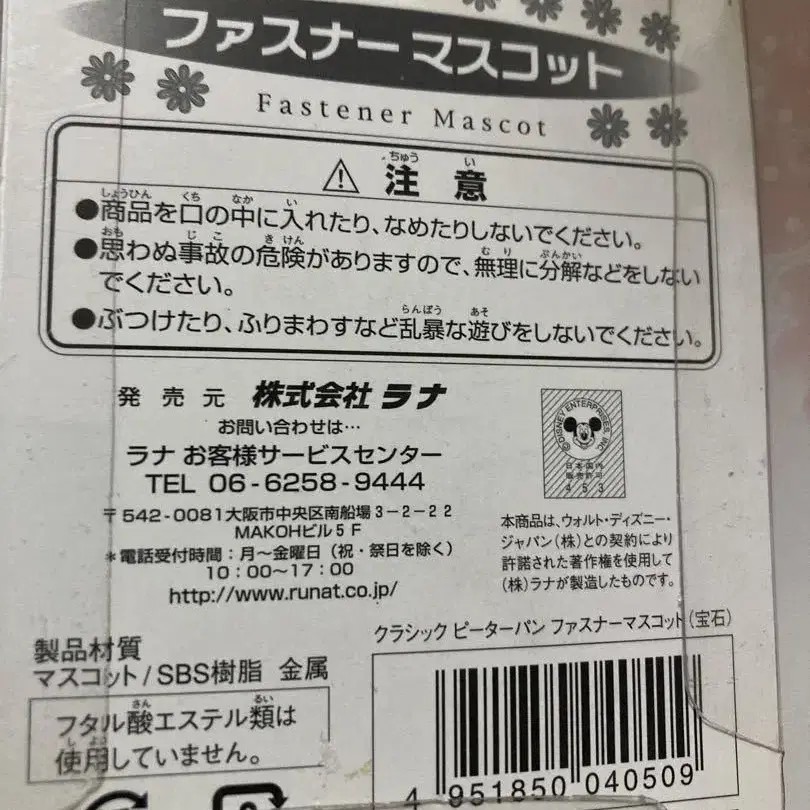 ファスナーマスコット
Fastener Mascot
⚠ 注意
●商品を口の中に入れたり、なめたりしないでください。
●思わぬ事故の危険がありますので、無理に分解などをしない
でください。
●ぶつけたり、ふりまわすなど乱暴な遊びをしないでください。
発売元 株式会社ラナ
お問い合わせは…
ラナ お客様サービスセンター
TEL 06-6258-9444
〒542-0081大阪市中央区南船場3-2-22
MAKOHビル5F
*電話受付時間：月〜金曜日（祝・祭日を除く）
10：00〜17：00
http://www.runat.co.jp/
©DISNEY ENTERPRISES, INC
日本国内
販売許可
453
本商品は、ウォルト・ディズニー・
ジャパン（株）との契約により
許諾された著作権を使用して
（株）ラナが製造したものです。
製品材質
マスコット/SBS樹脂 金属
フタル酸エステル類は
使用していません。
クラシック ピーターパン ファスナーマスコット（宝石）
4 951850 040509